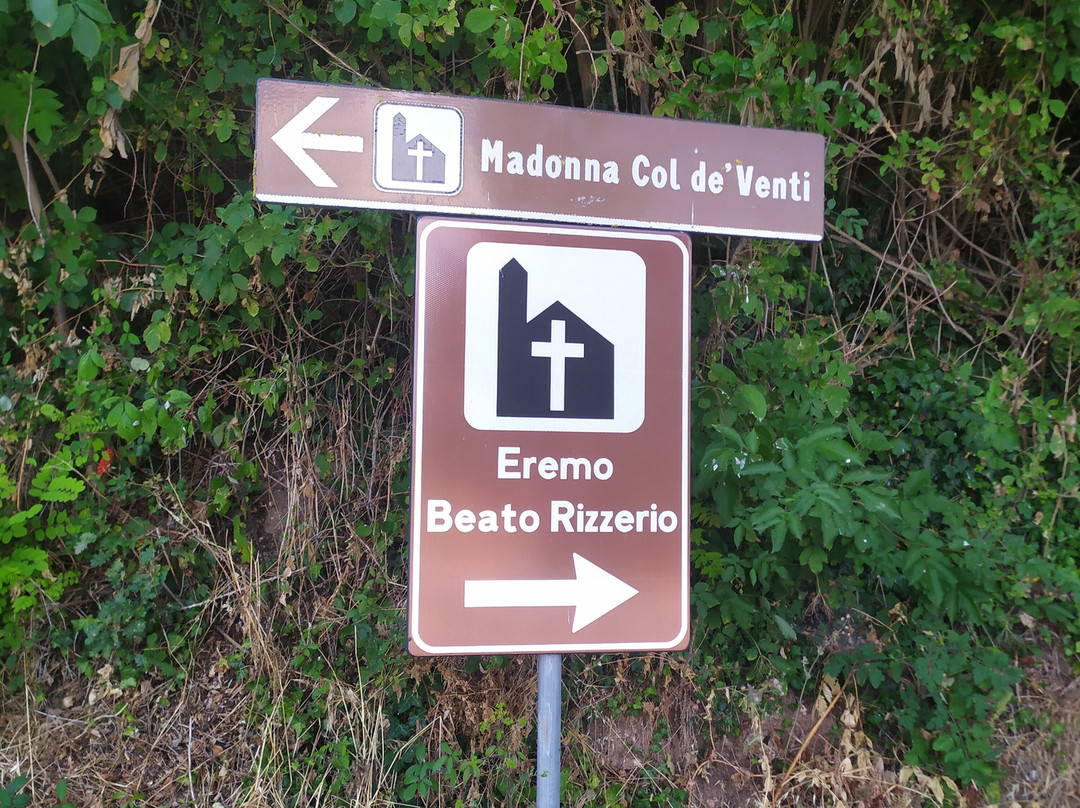 Madonna Col de' Venti
Eremo
Beato Rizzerio